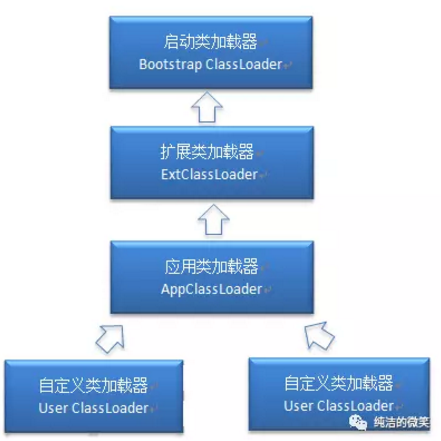 启动类加载器
Bootstrap ClassLoader
扩展类加载器
ExtClassLoader
应用类加载器
AppClassLoader
自定义类加载器
User ClassLoader
自定义类加载器
User ClassLoader
纯洁的微笑